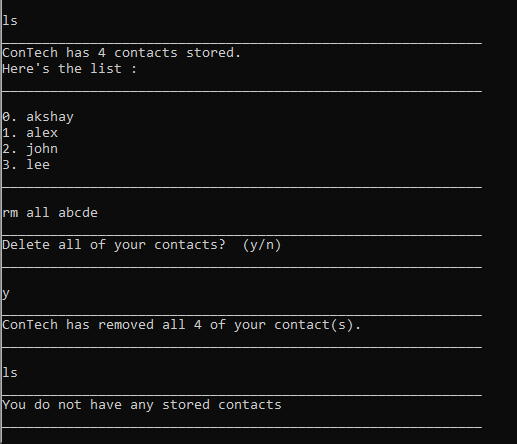 ls
ConTech has 4 contacts stored.
Here's the list :
0. akshay
1. alex
2. john
3. lee
rm all abcde
Delete all of your contacts?  (y/n)
y
ConTech has removed all 4 of your contact(s).
ls
You do not have any stored contacts